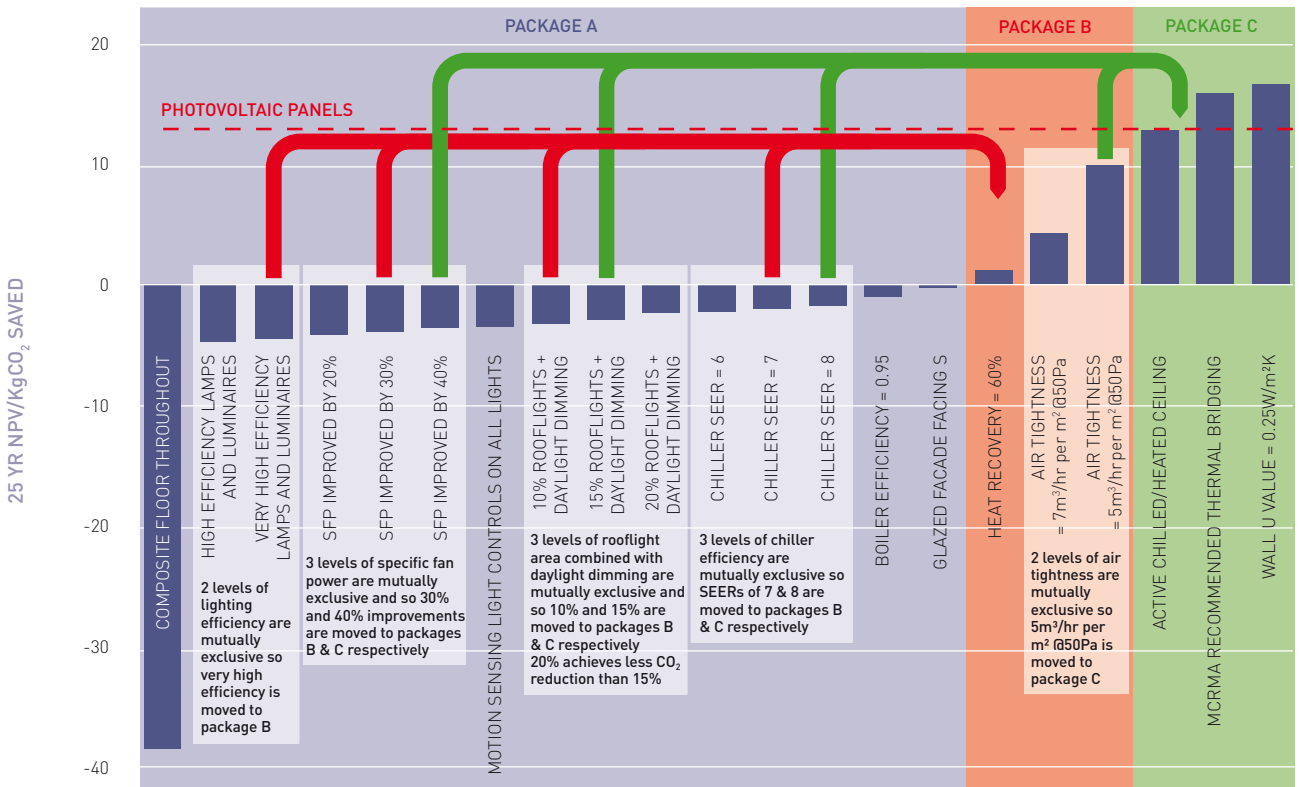 PACKAGE A
PACKAGE B
PACKAGE C
25 YR NPV/KgCO₂ SAVED
20
10
0
-10
-20
-30
-40
PHOTOVOLTAIC PANELS
COMPOSITE FLOOR THROUGHOUT
HIGH EFFICIENCY LAMPS
AND LUMINAIRES
VERY HIGH EFFICIENCY
LAMPS AND LUMINAIRES
SFP IMPROVED BY 20%
SFP IMPROVED BY 30%
SFP IMPROVED BY 40%
MOTION SENSING LIGHT CONTROLS ON ALL LIGHTS
10% ROOFLIGHTS +
DAYLIGHT DIMMING
15% ROOFLIGHTS +
DAYLIGHT DIMMING
20% ROOFLIGHTS +
DAYLIGHT DIMMING
CHILLER SEER = 6
CHILLER SEER = 7
CHILLER SEER = 8
BOILER EFFICIENCY = 0.95
GLAZED FACADE FACING S
HEAT RECOVERY = 60%
AIR TIGHTNESS
= 7m³/hr per m² @50Pa
AIR TIGHTNESS
= 5m³/hr per m² @50Pa
ACTIVE CHILLED/HEATED CEILING
MCRMA RECOMMENDED THERMAL BRIDGING
WALL U VALUE = 0.25W/m²K
2 levels of
lighting
efficiency are
mutually
exclusive so
very high
efficiency is
moved to
package B
3 levels of specific fan
power are mutually
exclusive and so 30%
and 40% improvements
are moved to packages
B & C respectively
3 levels of rooflight
area combined with
daylight dimming are
mutually exclusive and
so 10% and 15% are
moved to packages B
& C respectively
20% achieves less CO₂
reduction than 15%
3 levels of chiller
efficiency are
mutually exclusive so
SEERs of 7 & 8 are
moved to packages B
& C respectively
2 levels of air
tightness are
mutually
exclusive so
5m³/hr per
m² @50Pa is
moved to
package C